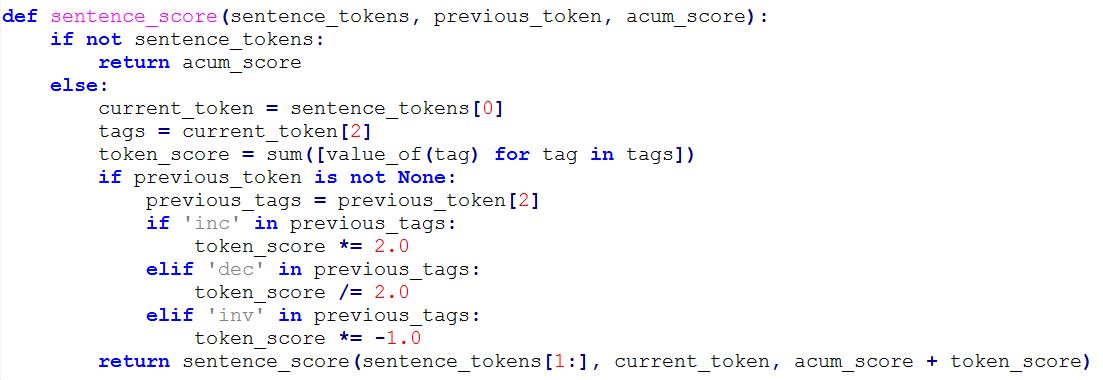 def sentence_score(sentence_tokens, previous_token, acum_score):
    if not sentence_tokens:
        return acum_score
    else:
        current_token = sentence_tokens[0]
        tags = current_token[2]
        token_score = sum([value_of(tag) for tag in tags])
        if previous_token is not None:
            previous_tags = previous_token[2]
            if 'inc' in previous_tags:
                token_score *= 2.0
            elif 'dec' in previous_tags:
                token_score /= 2.0
            elif 'inv' in previous_tags:
                token_score *= -1.0
        return sentence_score(sentence_tokens[1:], current_token, acum_score + token_score)